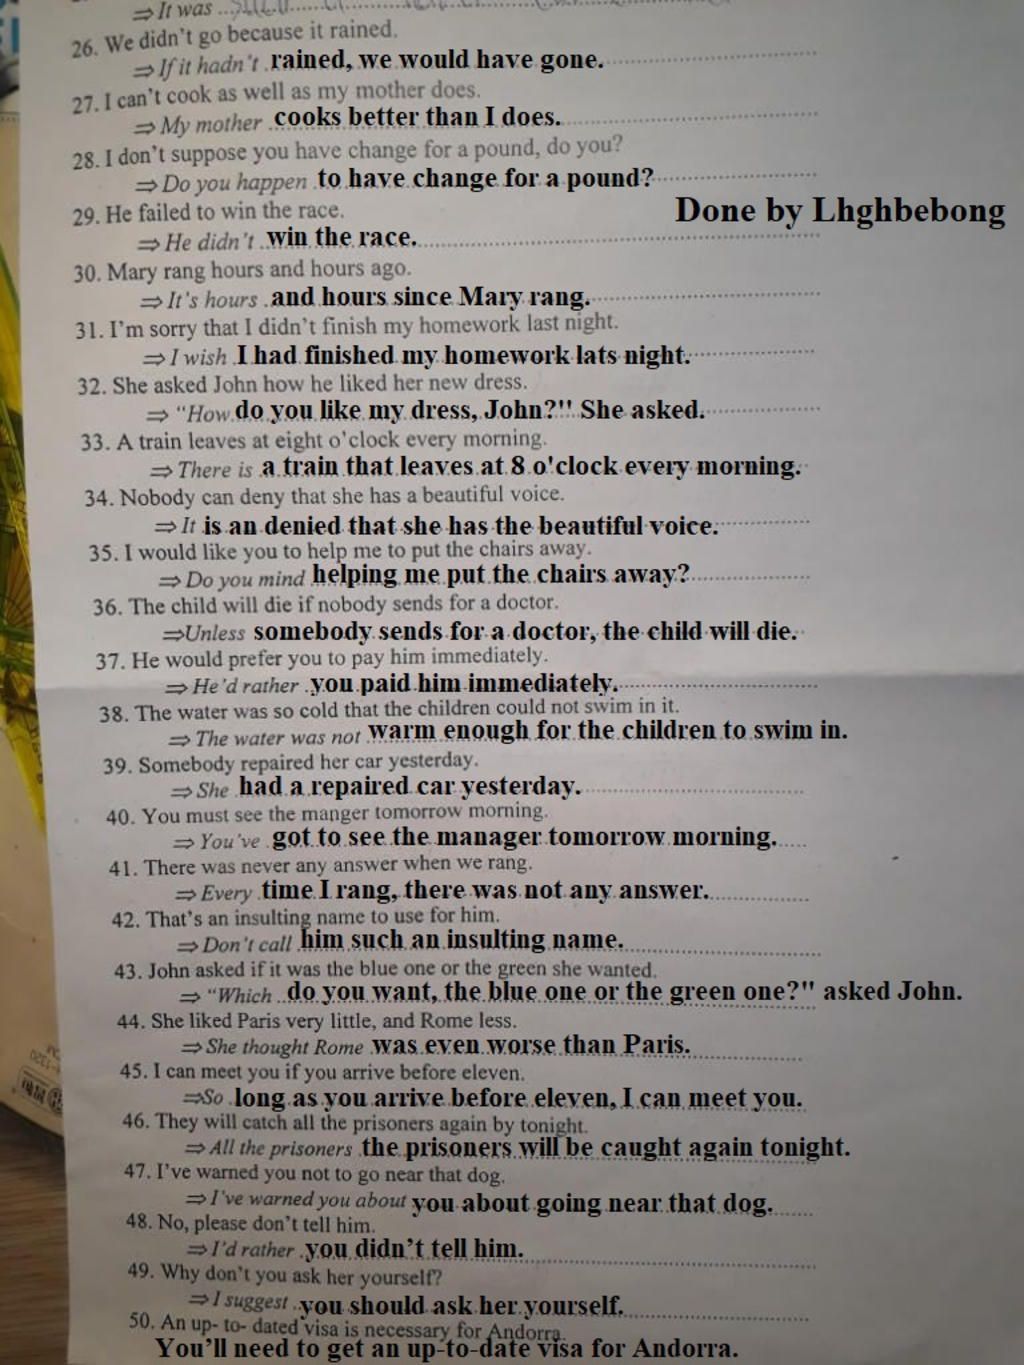 ⇒ It was
26. We didn't go because it rained.
⇒ If it hadn't rained, we would have gone.
27. I can't cook as well as my mother does.
⇒ My mother cooks better than I does.
28. I don't suppose you have change for a pound, do you?
⇒ Do you happen to have change for a pound?
29. He failed to win the race.
Done by Lhghbebong
⇒ He didn't win the race.
30. Mary rang hours and hours ago.
⇒ It's hours and hours since Mary rang.
31. I'm sorry that I didn't finish my homework last night.
⇒ I wish I had finished my homework lats night.
32. She asked John how he liked her new dress.
⇒ "How do you like my dress, John?" She asked.
33. A train leaves at eight o'clock every morning.
⇒ There is a train that leaves at 8 o'clock every morning.
34. Nobody can deny that she has a beautiful voice.
⇒ It is an denied that she has the beautiful voice.
35. I would like you to help me to put the chairs away.
⇒ Do you mind helping me put the chairs away?
36. The child will die if nobody sends for a doctor.
⇒Unless somebody sends for a doctor, the child will die.
37. He would prefer you to pay him immediately.
⇒ He'd rather you paid him immediately.
38. The water was so cold that the children could not swim in it.
⇒ The water was not warm enough for the children to swim in.
39. Somebody repaired her car yesterday.
⇒ She had a repaired car yesterday.
40. You must see the manger tomorrow morning.
⇒ You've got to see the manager tomorrow morning.
41. There was never any answer when we rang.
⇒ Every time I rang, there was not any answer.
42. That's an insulting name to use for him.
⇒ Don't call him such an insulting name.
43. John asked if it was the blue one or the green she wanted.
⇒ "Which do you want, the blue one or the green one?" asked John.
44. She liked Paris very little, and Rome less.
⇒ She thought Rome was even worse than Paris.
45. I can meet you if you arrive before eleven.
⇒So long as you arrive before eleven, I can meet you.
46. They will catch all the prisoners again by tonight.
⇒ All the prisoners the prisoners will be caught again tonight.
47. I've warned you not to go near that dog.
⇒ I've warned you about you about going near that dog.
48. No, please don't tell him.
⇒ I'd rather you didn't tell him.
49. Why don't you ask her yourself?
⇒ I suggest you should ask her yourself.
50. An up- to- dated visa is necessary for Andorra.
You'll need to get an up-to-date visa for Andorra.